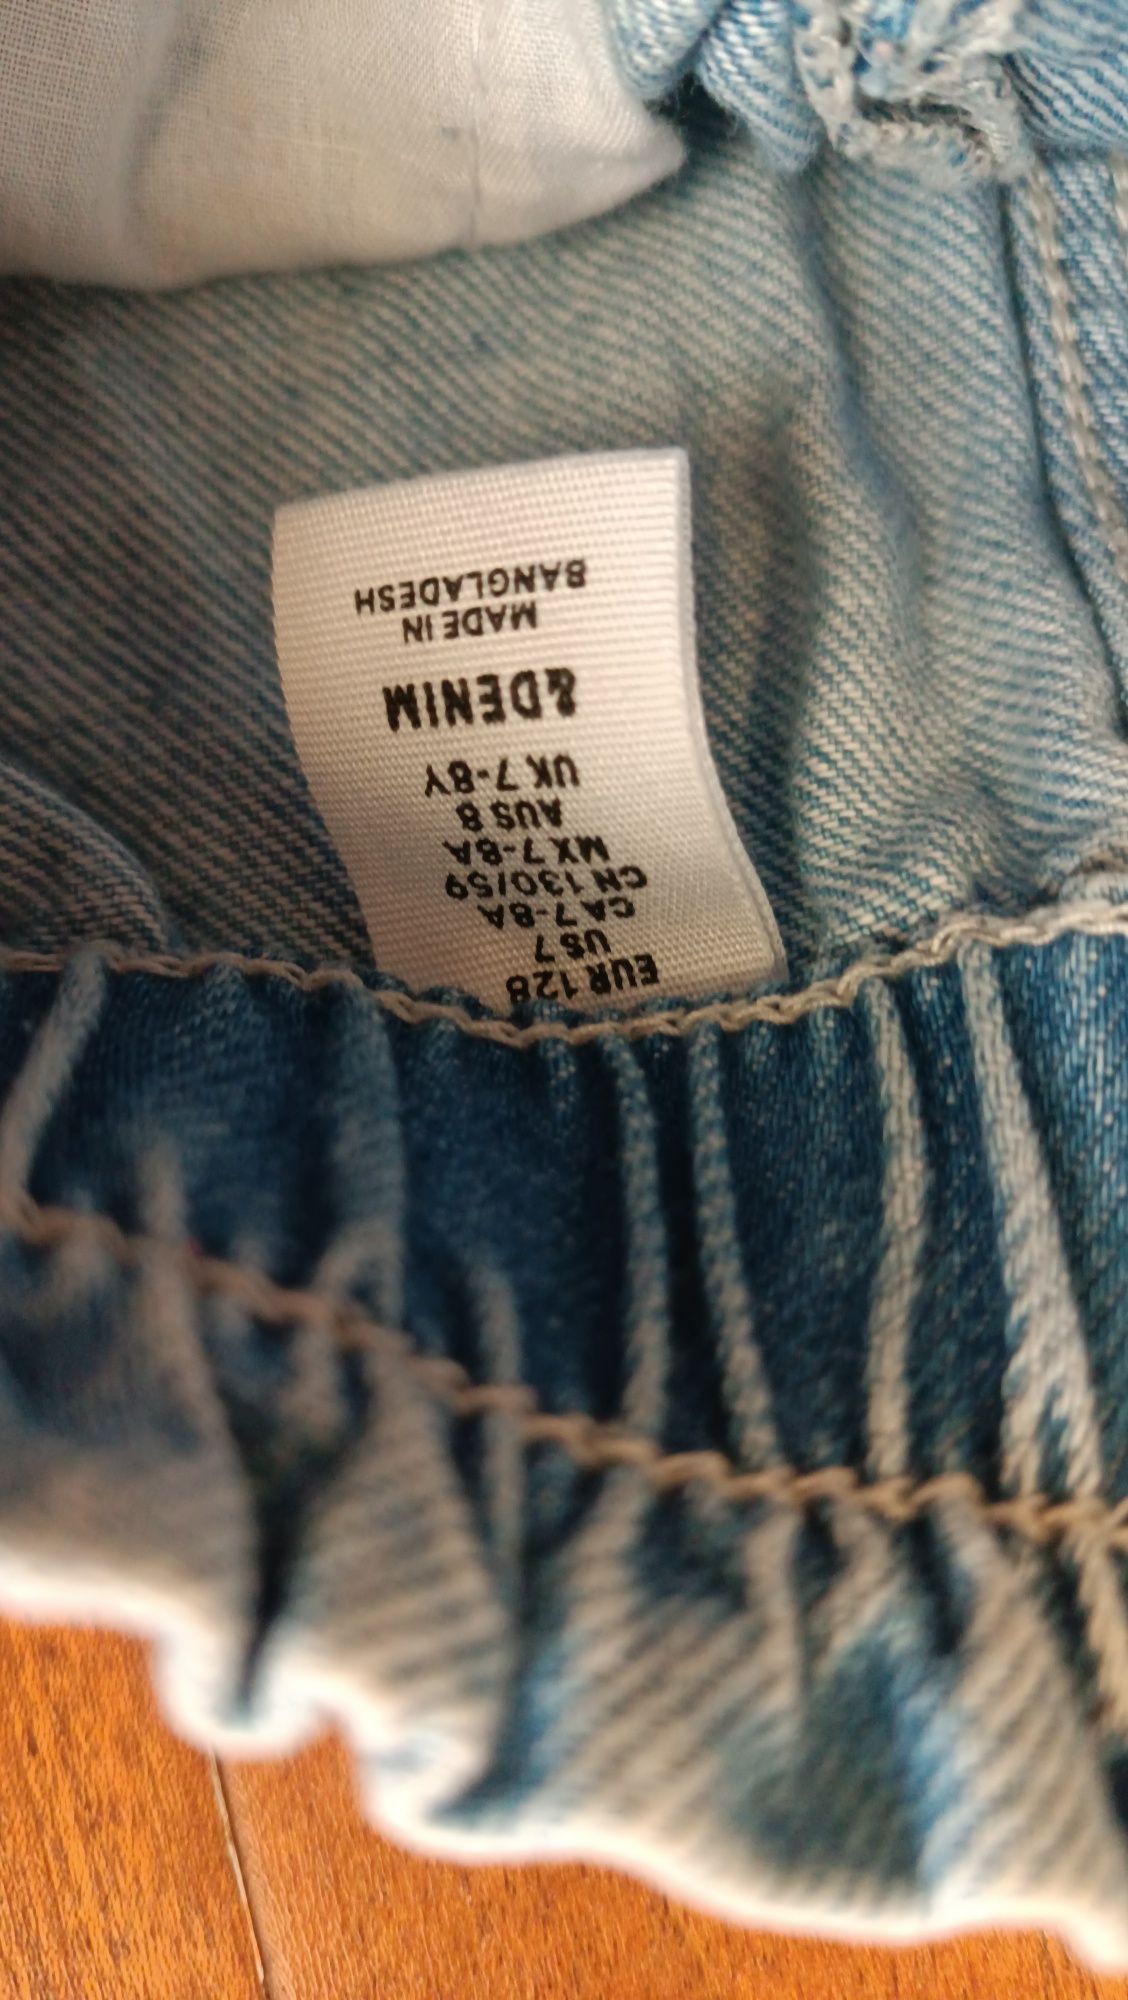 EUR 128
US 7
CA 7-8A
CN 130/59
MX 7-8A
AUS 8
UK 7-8Y
&DENIM
MADE IN
BANGLADESH